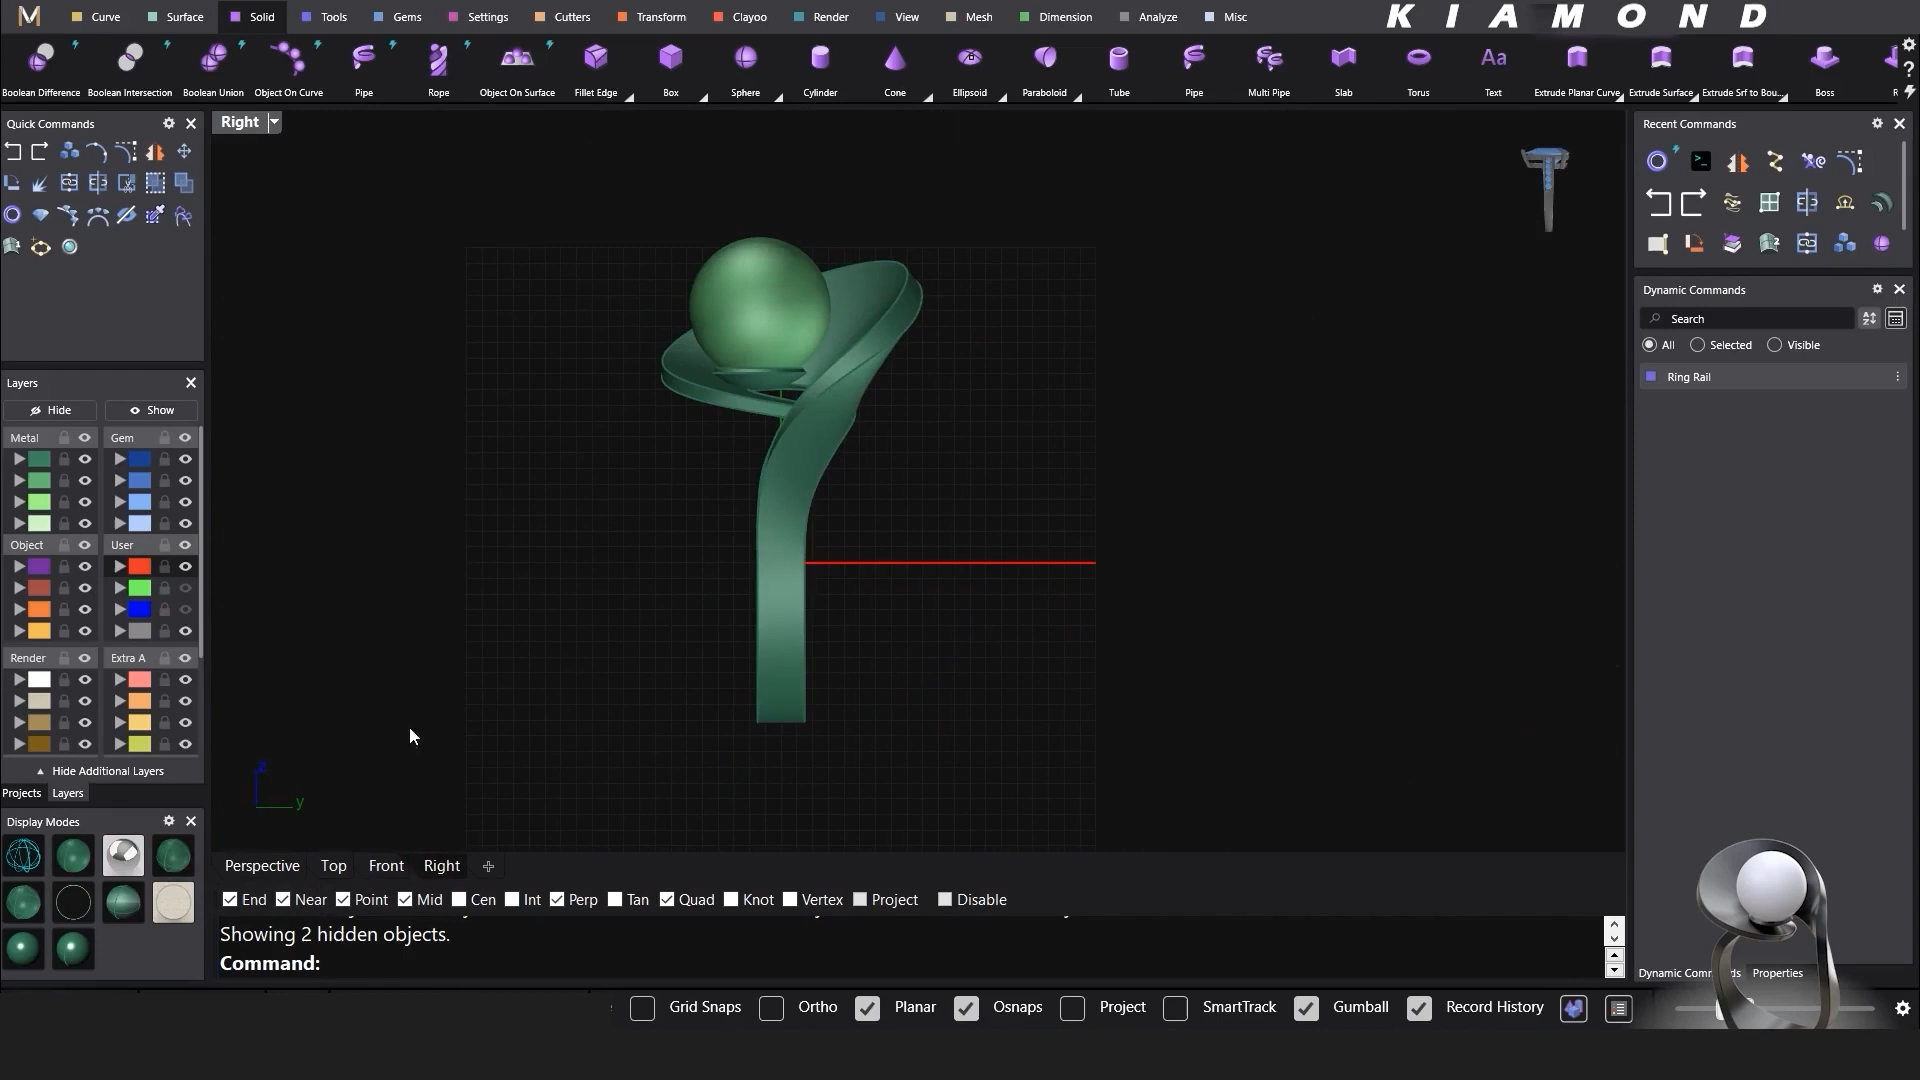 Curve Surface Solid Tools Gems Settings Cutters Transform Clayoo Render View Mesh Dimension Analyze Misc
KIAMOND
Boolean Difference Boolean Intersection Boolean Union Object On Curve Pipe Rope Object On Surface Fillet Edge Box Sphere Cylinder Cone Ellipsoid Paraboloid Tube Pipe Multi Pipe Slab Torus Text Extrude Planar Curve Extrude Surface Extrude Srf to Bou... Boss
Aa
Quick Commands
Right
Recent Commands
Dynamic Commands
Search
All Selected Visible
Ring Rail
Layers
Hide Show
Metal Gem
Object User
Render Extra A
Hide Additional Layers
Projects Layers
Display Modes
z
y
Perspective Top Front Right
End Near Point Mid Cen Int Perp Tan Quad Knot Vertex Project Disable
Showing 2 hidden objects.
Command:
Properties
Grid Snaps Ortho Planar Osnaps Project SmartTrack Gumball Record History